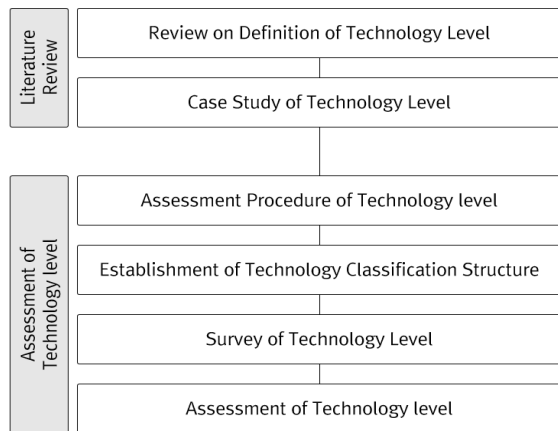 Literature
Review
Review on Definition of Technology Level
Case Study of Technology Level
Assessment of
Technology level
Assessment Procedure of Technology level
Establishment of Technology Classification Structure
Survey of Technology Level
Assessment of Technology level